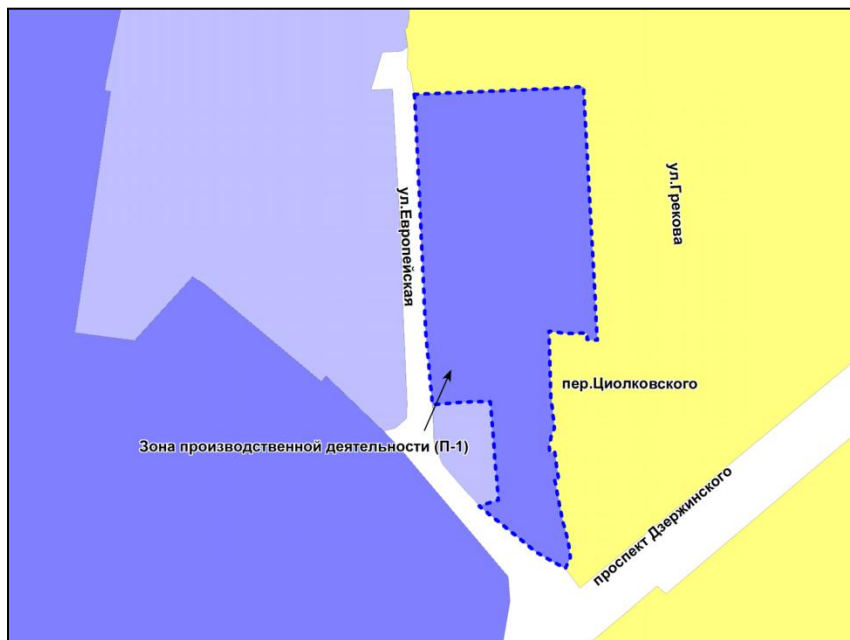 ул.Европейская
ул.Грекова
пер.Циолковского
Зона производственной деятельности (П-1)
проспект Дзержинского